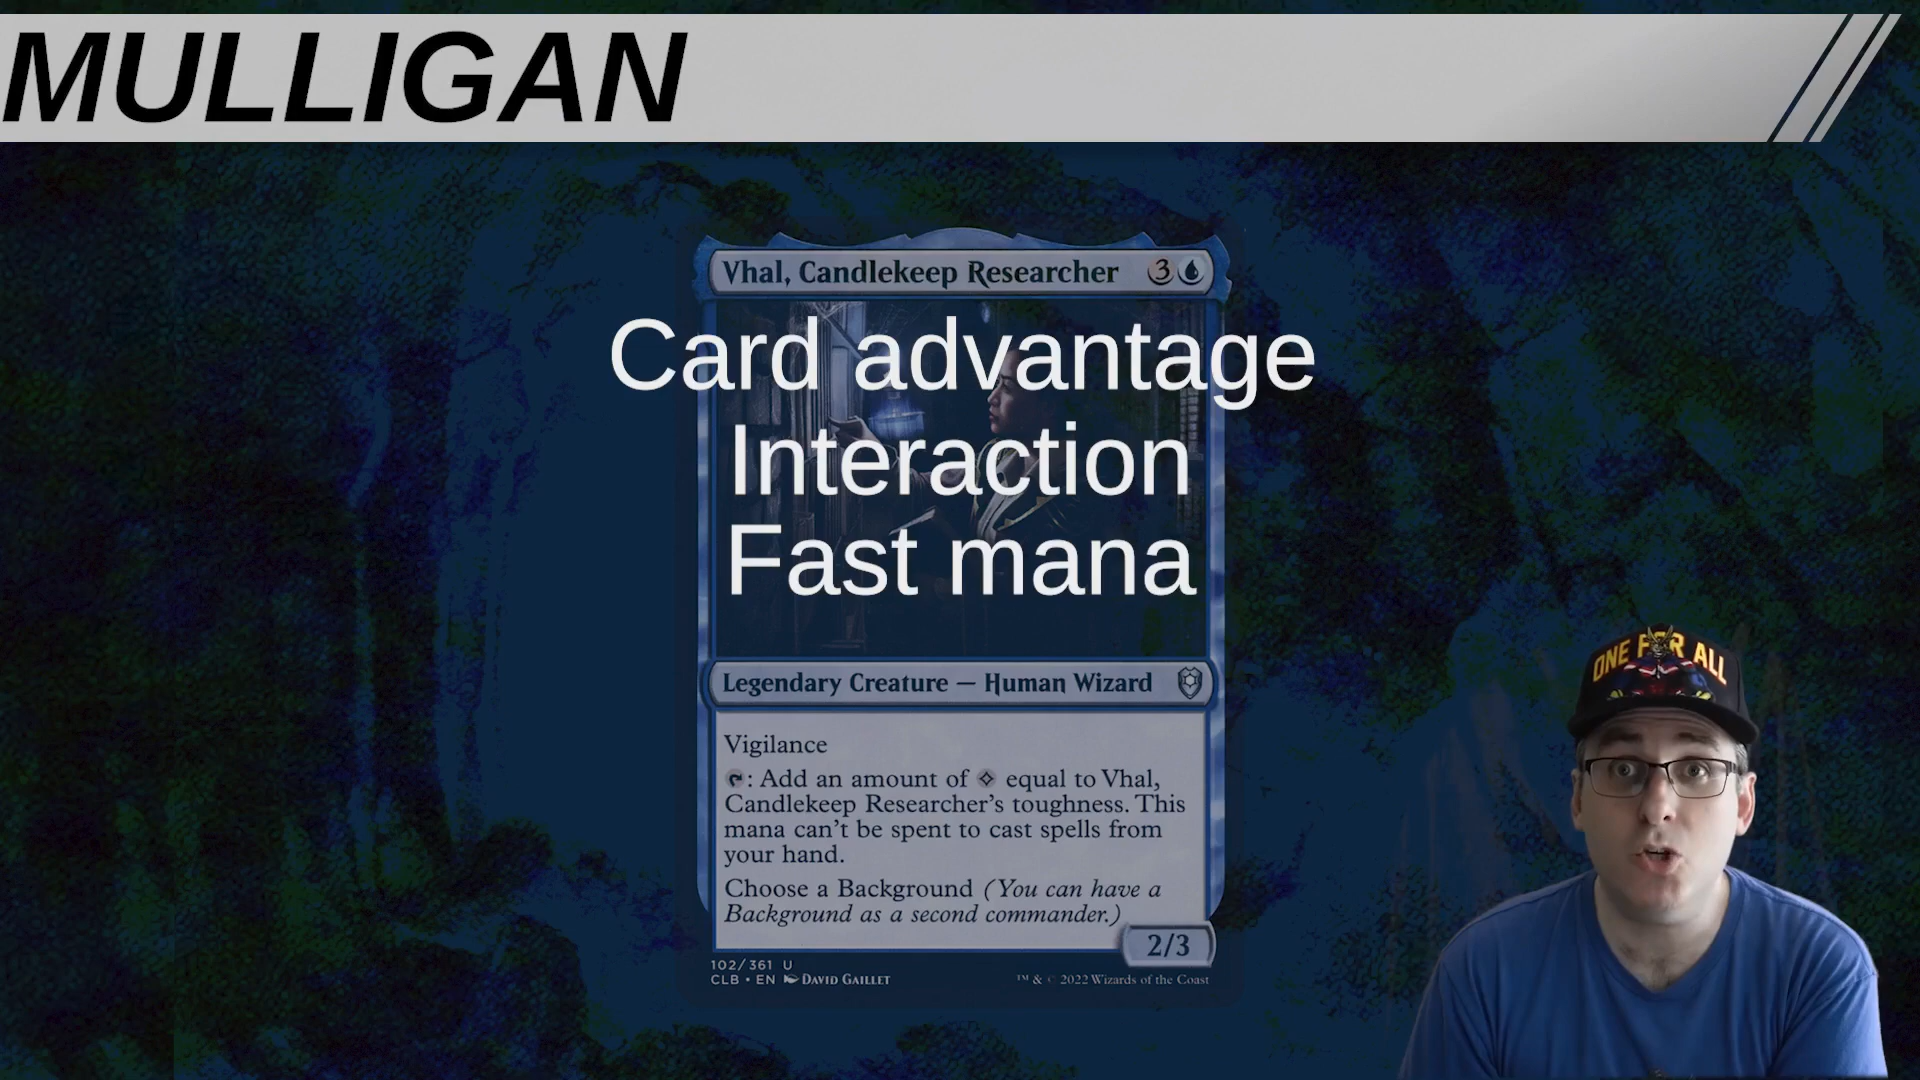 MULLIGAN
Vhal, Candlekeep Researcher 3
Card advantage
Interaction
Fast mana
Legendary Creature — Human Wizard
Vigilance
: Add an amount of equal to Vhal,
Candlekeep Researcher's toughness. This
mana can't be spent to cast spells from
your hand.
Choose a Background (You can have a
Background as a second commander.)
2/3
102/361 U
CLB • EN DAVID GAILLET
™ & © 2022 Wizards of the Coast
ONE FOR ALL